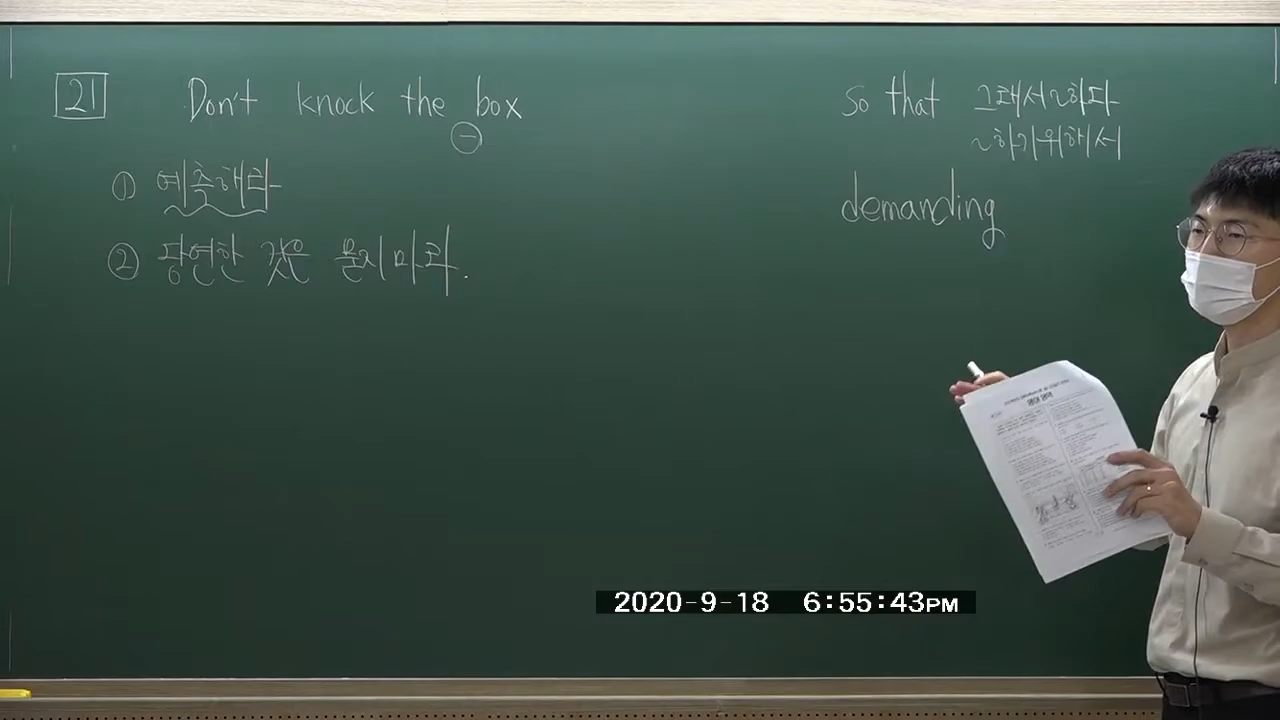 21 Don't knock the box
㊀
① 예측해라
② 당연한 것은 묻지 마라.
so that 그래서~하다
~하기위해서
demanding
2020-9-18 6:55:43PM